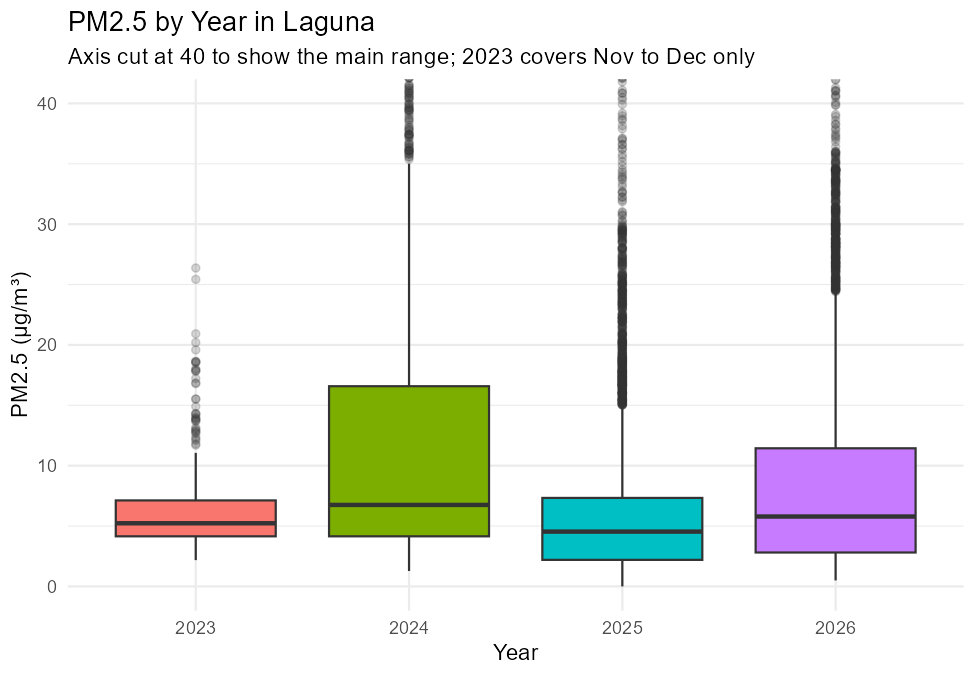 PM2.5 by Year in Laguna
Axis cut at 40 to show the main range; 2023 covers Nov to Dec only
40
30
20
10
0
PM2.5 (µg/m³)
2023 2024 2025 2026
Year